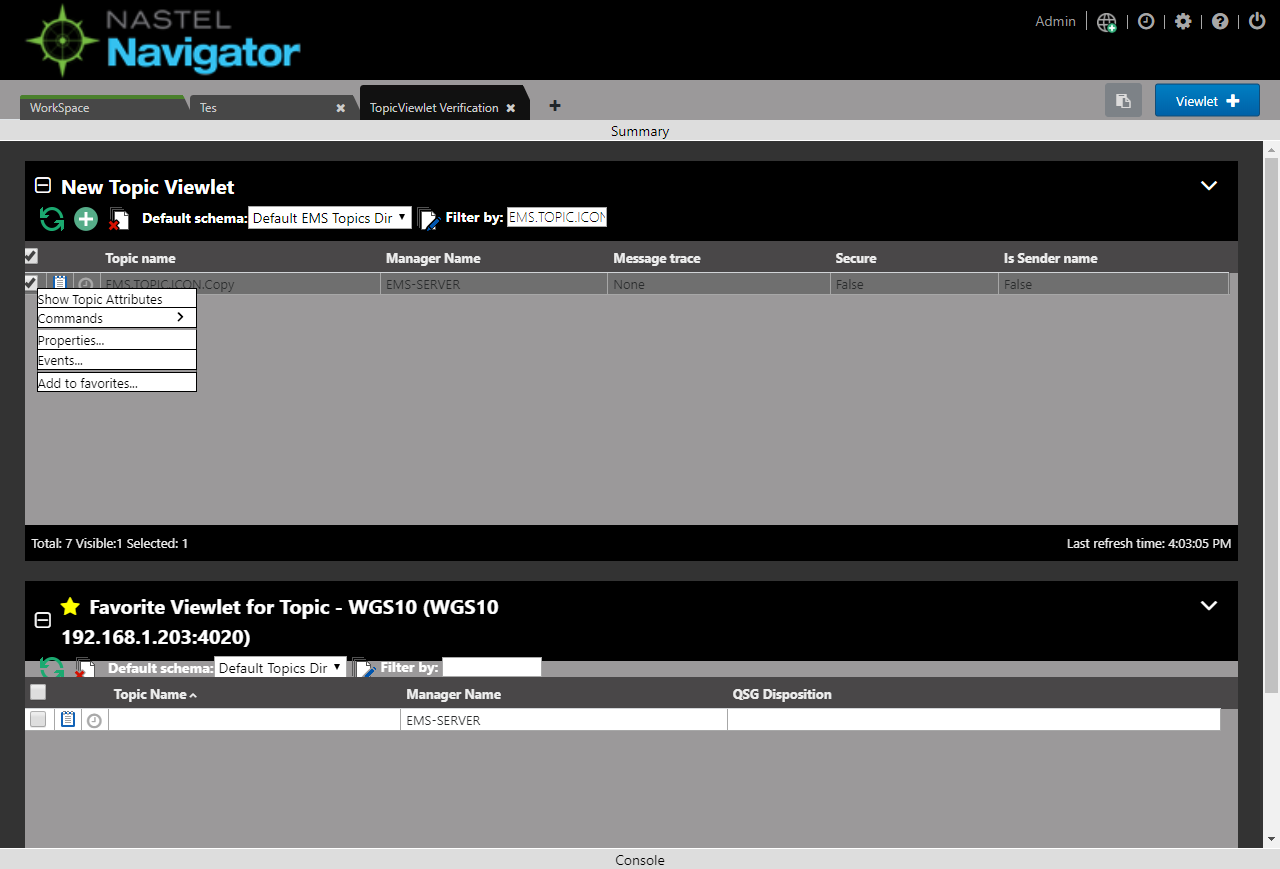 NASTEL
Navigator
Admin
WorkSpace
Tes
TopicViewlet Verification
Viewlet
Summary
New Topic Viewlet
Default schema: Default EMS Topics Dir Filter by: EMS.TOPIC.ICON
Topic name Manager Name Message trace Secure Is Sender name
EMS.TOPIC.ICON.Copy EMS-SERVER None False False
Show Topic Attributes
Commands
Properties...
Events...
Add to favorites...
Total: 7 Visible:1 Selected: 1 Last refresh time: 4:03:05 PM
Favorite Viewlet for Topic - WGS10 (WGS10
192.168.1.203:4020)
Default schema: Default Topics Dir Filter by:
Topic Name Manager Name QSG Disposition
EMS-SERVER
Console